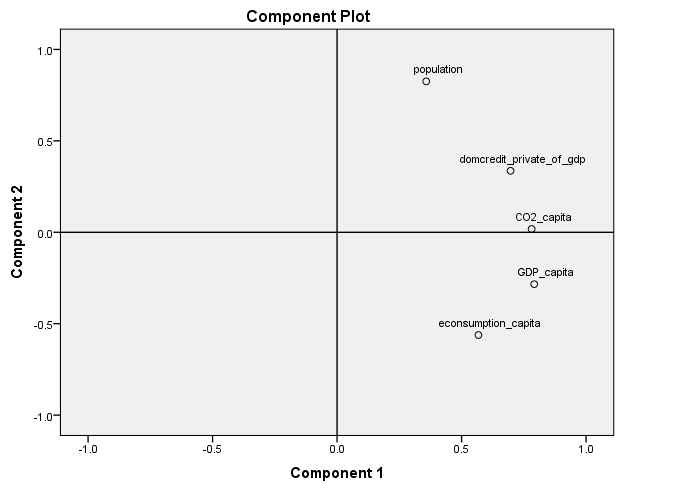 Component Plot
1.0
0.5
0.0
-0.5
-1.0
Component 2
population
domcredit_private_of_gdp
CO2_capita
GDP_capita
econsumption_capita
-1.0 -0.5 0.0 0.5 1.0
Component 1